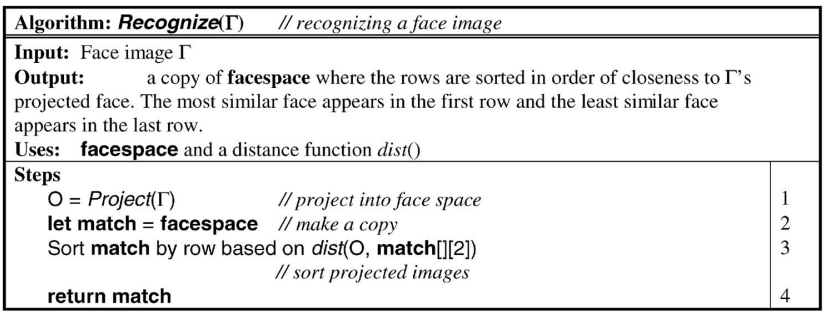 Algorithm: Recognize(Γ) // recognizing a face image
Input: Face image Γ
Output: a copy of facespace where the rows are sorted in order of closeness to Γ's
projected face. The most similar face appears in the first row and the least similar face
appears in the last row.
Uses: facespace and a distance function dist()
Steps
O = Project(Γ) // project into face space 1
let match = facespace // make a copy 2
Sort match by row based on dist(O, match[][2]) 3
// sort projected images
return match 4